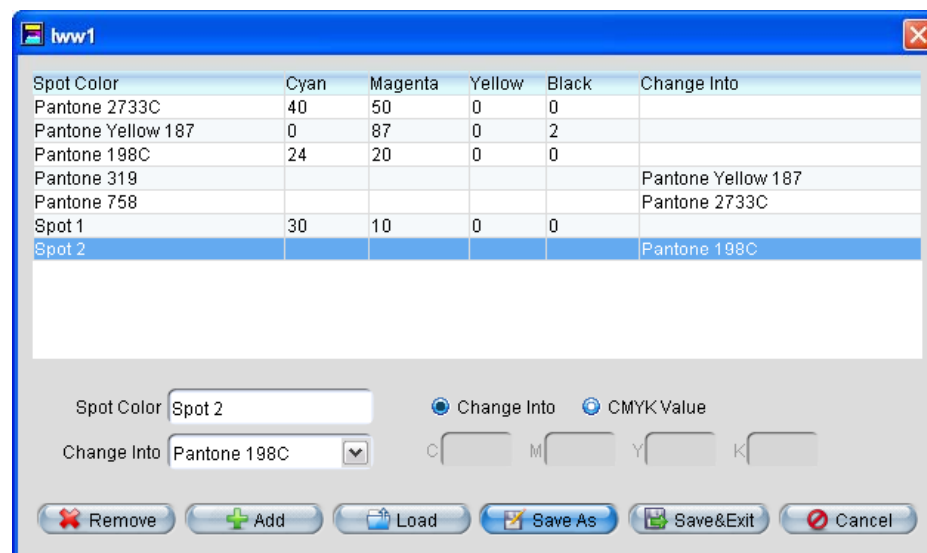 lww1
Spot Color Cyan Magenta Yellow Black Change Into
Pantone 2733C 40 50 0 0
Pantone Yellow 187 0 87 0 2
Pantone 198C 24 20 0 0
Pantone 319 Pantone Yellow 187
Pantone 758 Pantone 2733C
Spot 1 30 10 0 0
Spot 2 Pantone 198C
Spot Color Spot 2 Change Into CMYK Value
Change Into Pantone 198C C M Y K
Remove Add Load Save As Save&Exit Cancel